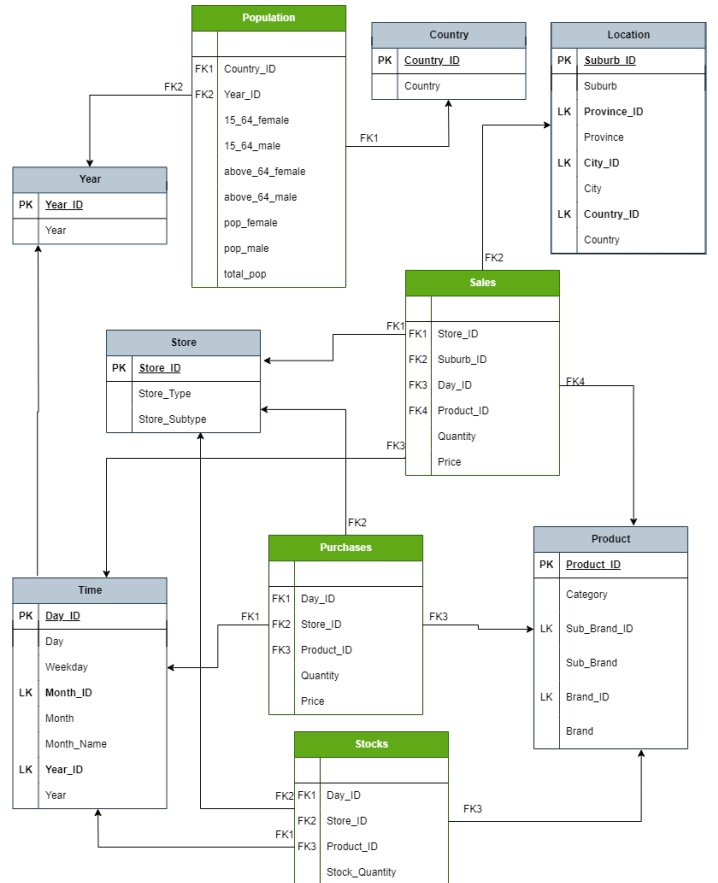 Population
FK1 Country_ID
FK2 Year_ID
15_64_female
15_64_male
above_64_female
above_64_male
pop_female
pop_male
total_pop
Country
PK Country_ID
Country
Location
PK Suburb_ID
Suburb
LK Province_ID
Province
LK City_ID
City
LK Country_ID
Country
FK2
FK1
Year
PK Year_ID
Year
FK2
Sales
FK1 Store_ID
FK2 Suburb_ID
FK3 Day_ID
FK4 Product_ID
Quantity
Price
FK1
FK3
FK4
Store
PK Store_ID
Store_Type
Store_Subtype
FK2
Purchases
FK1 Day_ID
FK2 Store_ID
FK3 Product_ID
Quantity
Price
FK1
FK3
Product
PK Product_ID
Category
LK Sub_Brand_ID
Sub_Brand
LK Brand_ID
Brand
Time
PK Day_ID
Day
Weekday
LK Month_ID
Month
Month_Name
LK Year_ID
Year
Stocks
FK1 Day_ID
FK2 Store_ID
FK3 Product_ID
Stock_Quantity
FK2
FK1
FK3